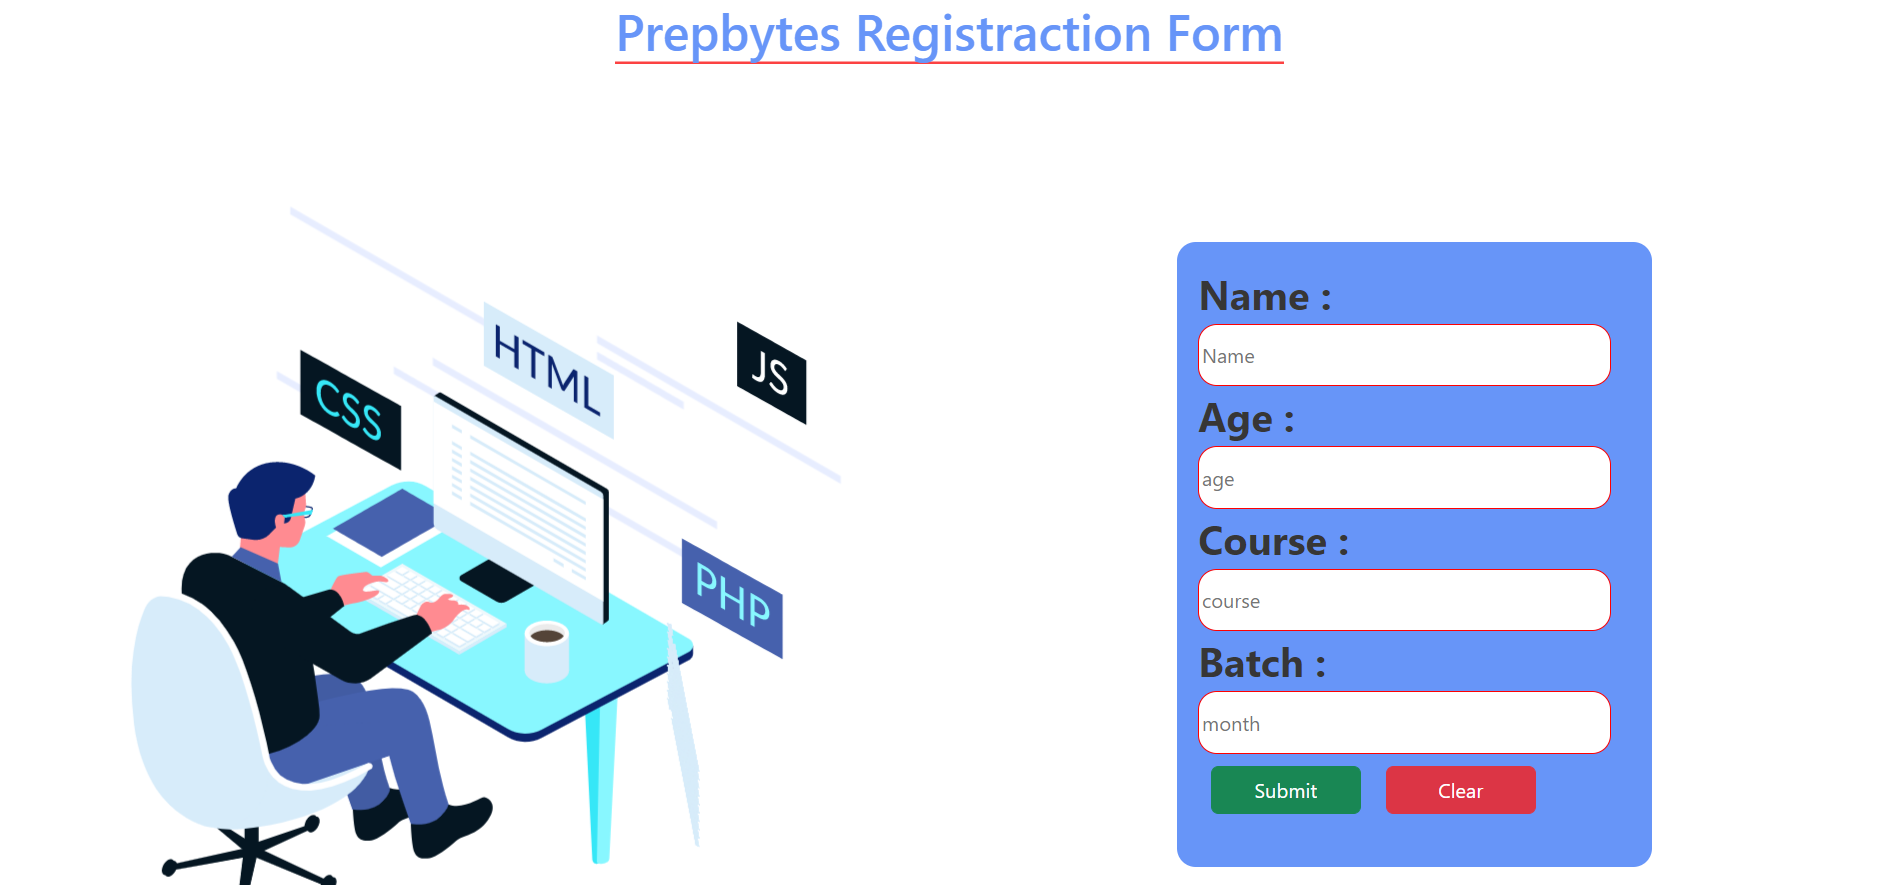 Prepbytes Registraction Form
HTML
JS
CSS
PHP
Name :
Name
Age :
age
Course :
course
Batch :
month
Submit
Clear